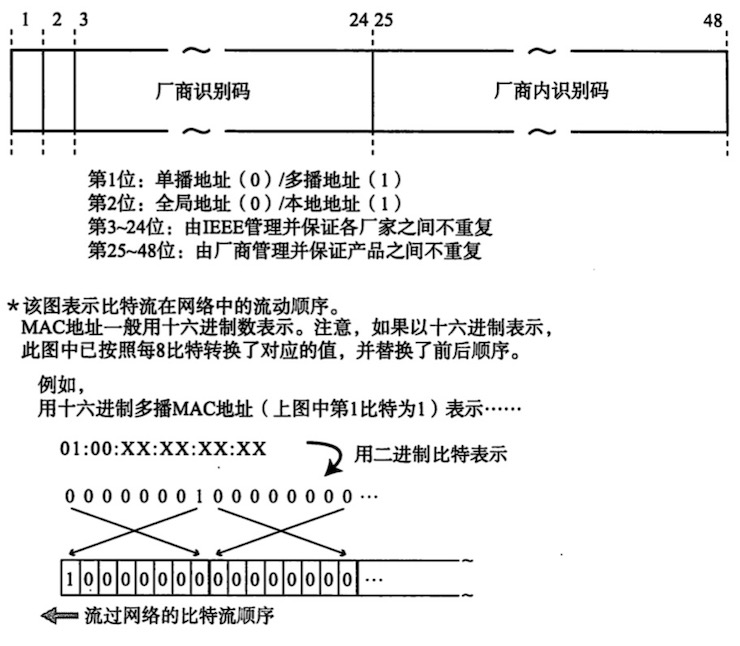 1 2 3 24 25 48
厂商识别码 厂商内识别码
第1位：单播地址（0）/多播地址（1）
第2位：全局地址（0）/本地地址（1）
第3~24位：由IEEE管理并保证各厂家之间不重复
第25~48位：由厂商管理并保证产品之间不重复
*该图表示比特流在网络中的流动顺序。
MAC地址一般用十六进制数表示。注意，如果以十六进制表示，
此图中已按照每8比特转换了对应的值，并替换了前后顺序。
例如，
用十六进制多播MAC地址（上图中第1比特为1）表示……
01:00:XX:XX:XX:XX
用二进制比特表示
0 0 0 0 0 0 0 1 0 0 0 0 0 0 0 0 …
1 0 0 0 0 0 0 0 0 0 0 0 0 0 0 0 …
流过网络的比特流顺序